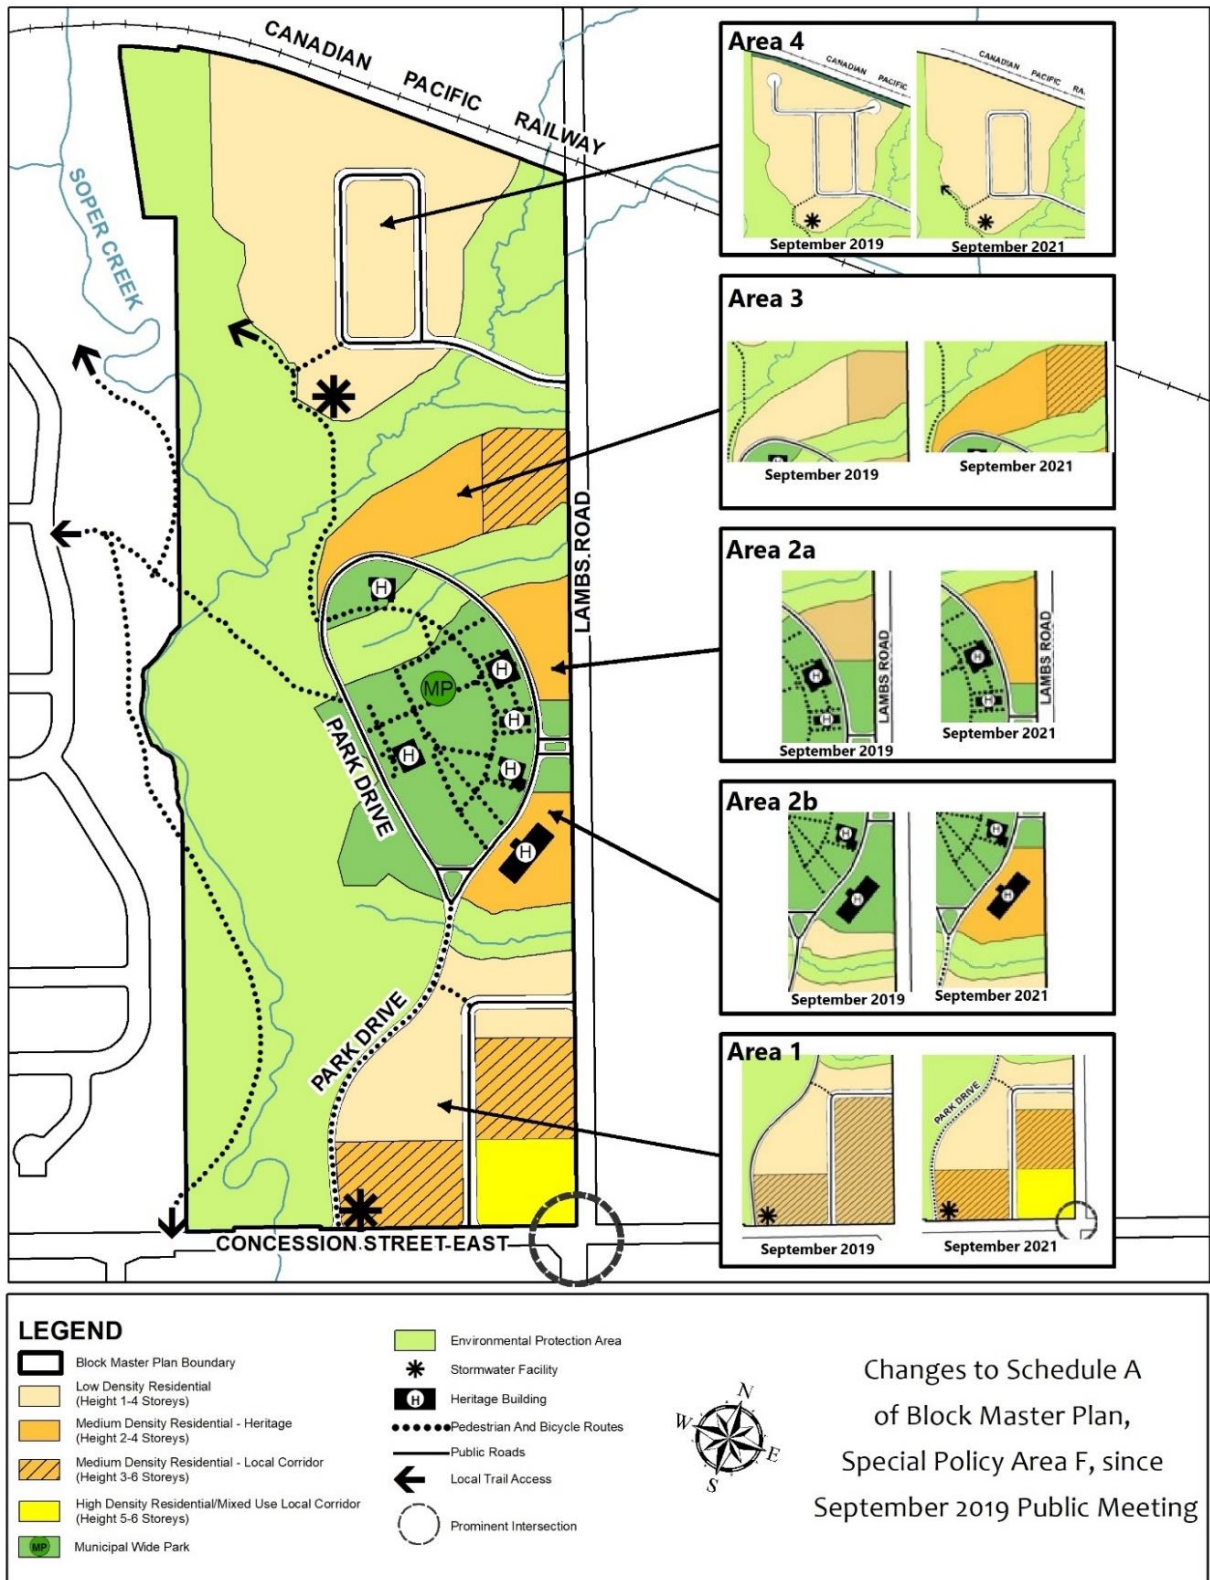 CANADIAN PACIFIC RAILWAY
SOPER CREEK
LAMBS ROAD
H
H
MP
H
H
H
PARK DRIVE
H
PARK DRIVE
CONCESSION STREET EAST
Area 4
CANADIAN PACIFIC
CANADIAN PACIFIC RAI
September 2019
September 2021
Area 3
H
H
September 2019
September 2021
Area 2a
H
H
LAMBS ROAD
September 2019
H
H
LAMBS ROAD
September 2021
Area 2b
H
H
September 2019
H
H
September 2021
Area 1
September 2019
PARK DRIVE
September 2021
LEGEND
Block Master Plan Boundary
Low Density Residential
(Height 1-4 Storeys)
Medium Density Residential - Heritage
(Height 2-4 Storeys)
Medium Density Residential - Local Corridor
(Height 3-6 Storeys)
High Density Residential/Mixed Use Local Corridor
(Height 5-6 Storeys)
MP
Municipal Wide Park
Environmental Protection Area
Stormwater Facility
H
Heritage Building
Pedestrian And Bicycle Routes
Public Roads
Local Trail Access
Prominent Intersection
N
W
E
S
Changes to Schedule A
of Block Master Plan,
Special Policy Area F, since
September 2019 Public Meeting